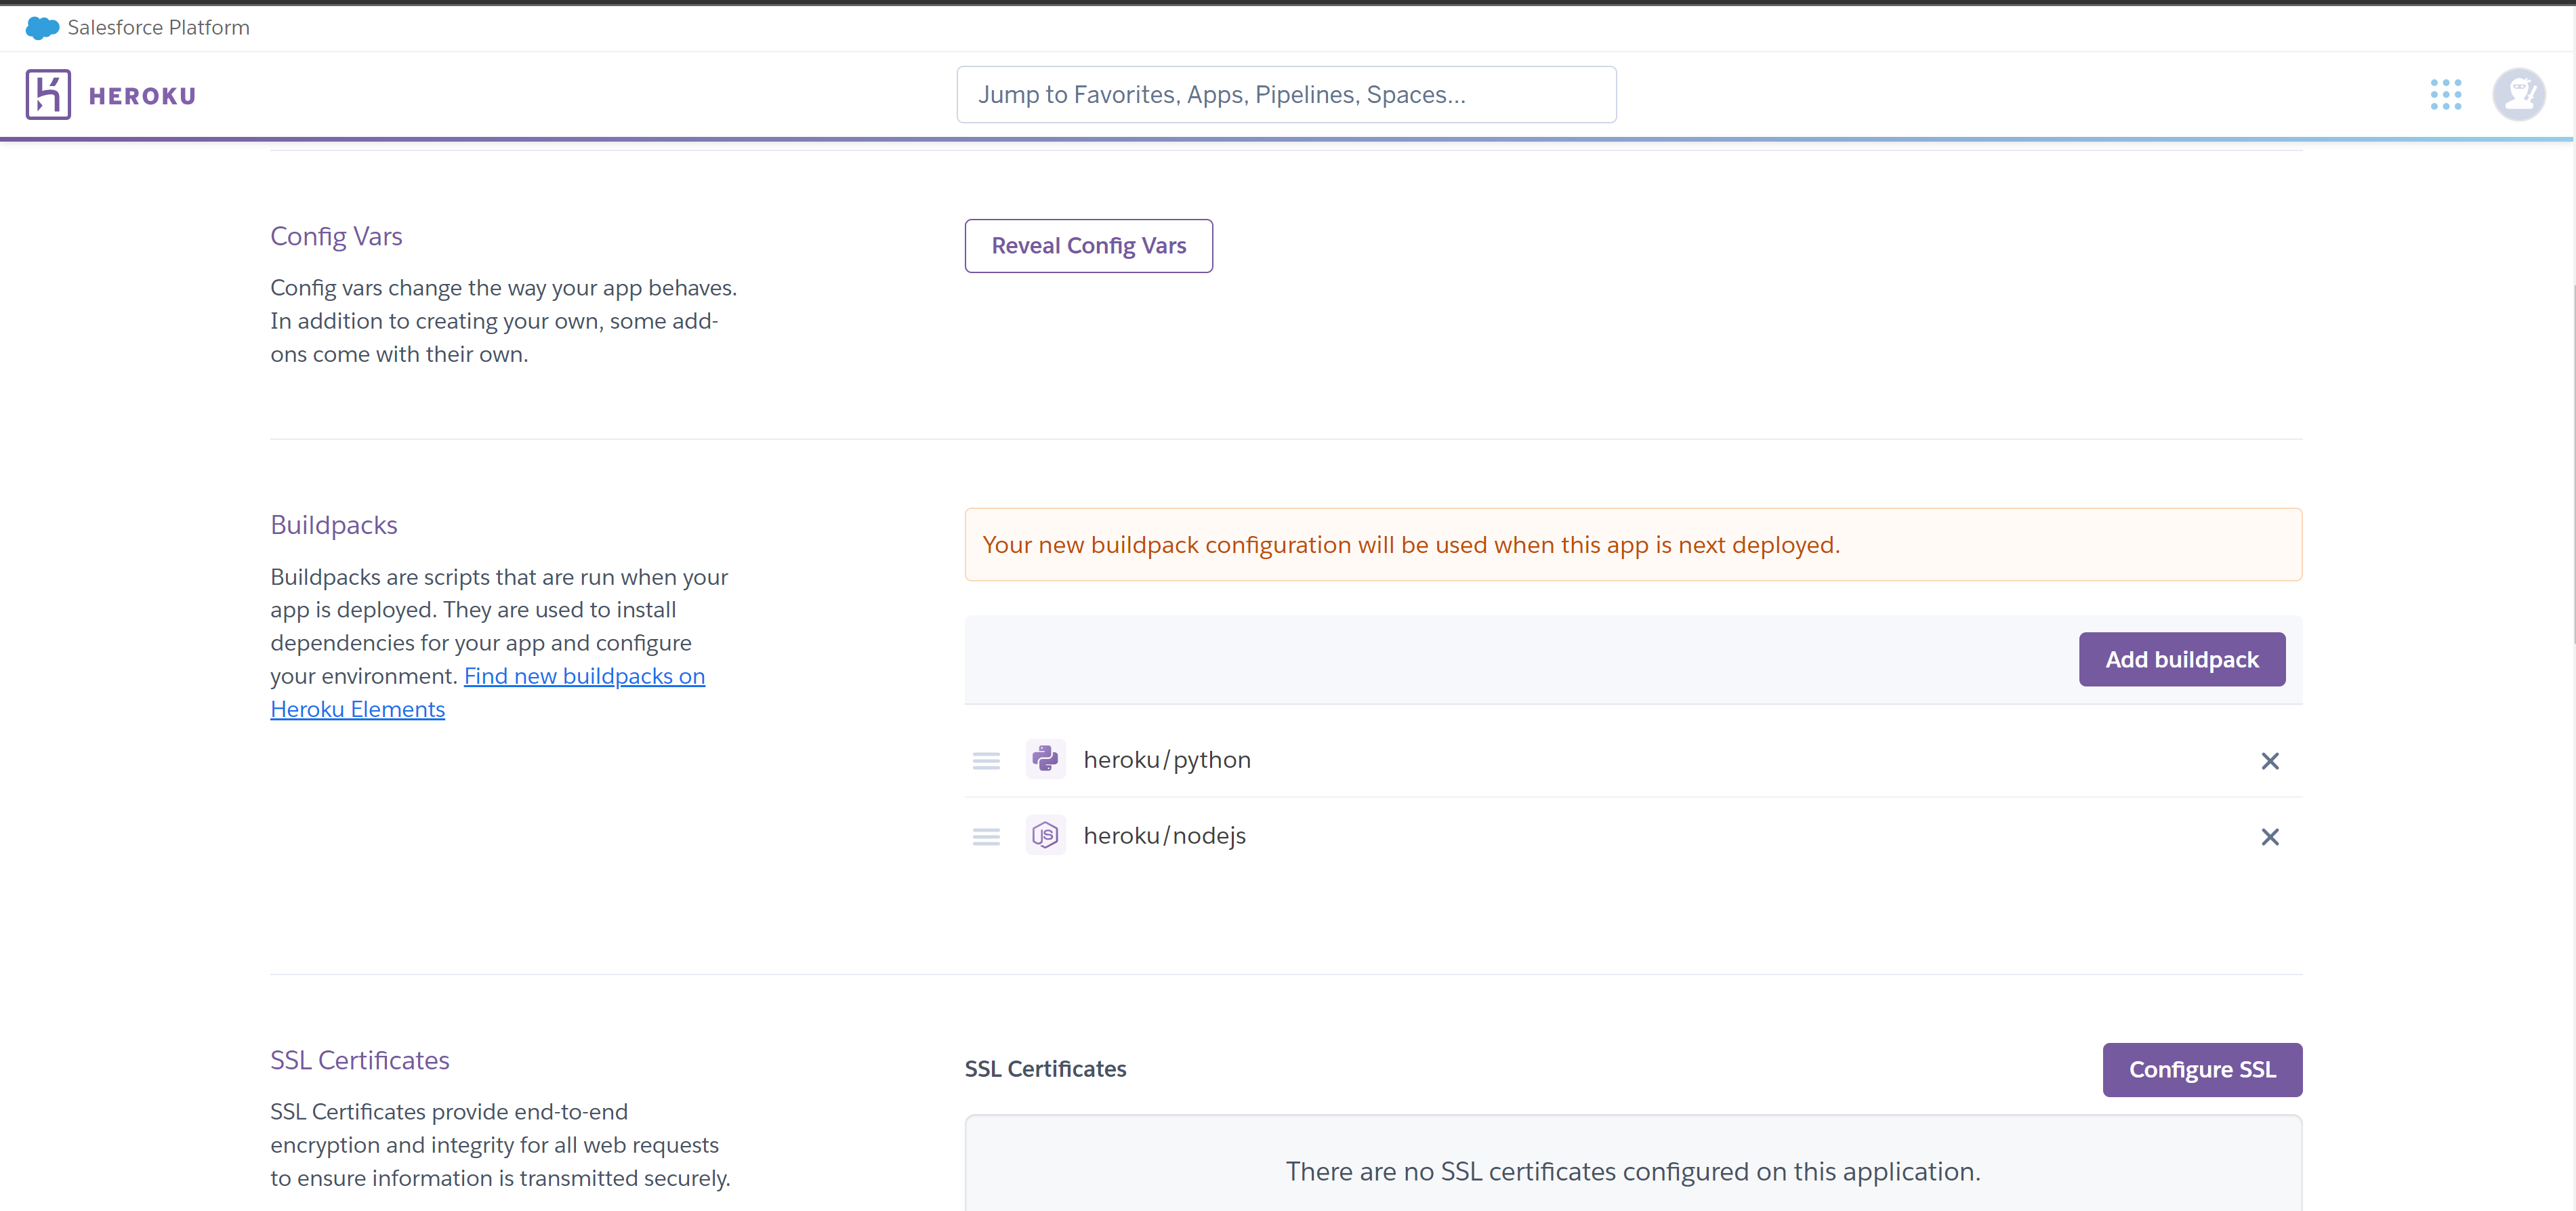 Salesforce Platform
HEROKU
Jump to Favorites, Apps, Pipelines, Spaces...
Config Vars
Config vars change the way your app behaves.
In addition to creating your own, some add-
ons come with their own.
Reveal Config Vars
Buildpacks
Buildpacks are scripts that are run when your
app is deployed. They are used to install
dependencies for your app and configure
your environment. Find new buildpacks on
Heroku Elements
Your new buildpack configuration will be used when this app is next deployed.
Add buildpack
heroku/python
JS
heroku/nodejs
SSL Certificates
SSL Certificates provide end-to-end
encryption and integrity for all web requests
to ensure information is transmitted securely.
SSL Certificates
Configure SSL
There are no SSL certificates configured on this application.